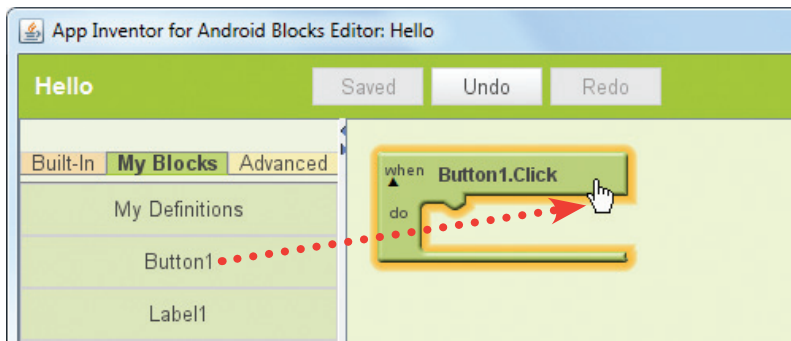 App Inventor for Android Blocks Editor: Hello
Hello Saved Undo Redo
Built-In My Blocks Advanced
My Definitions
Button1
Label1
when Button1.Click
do